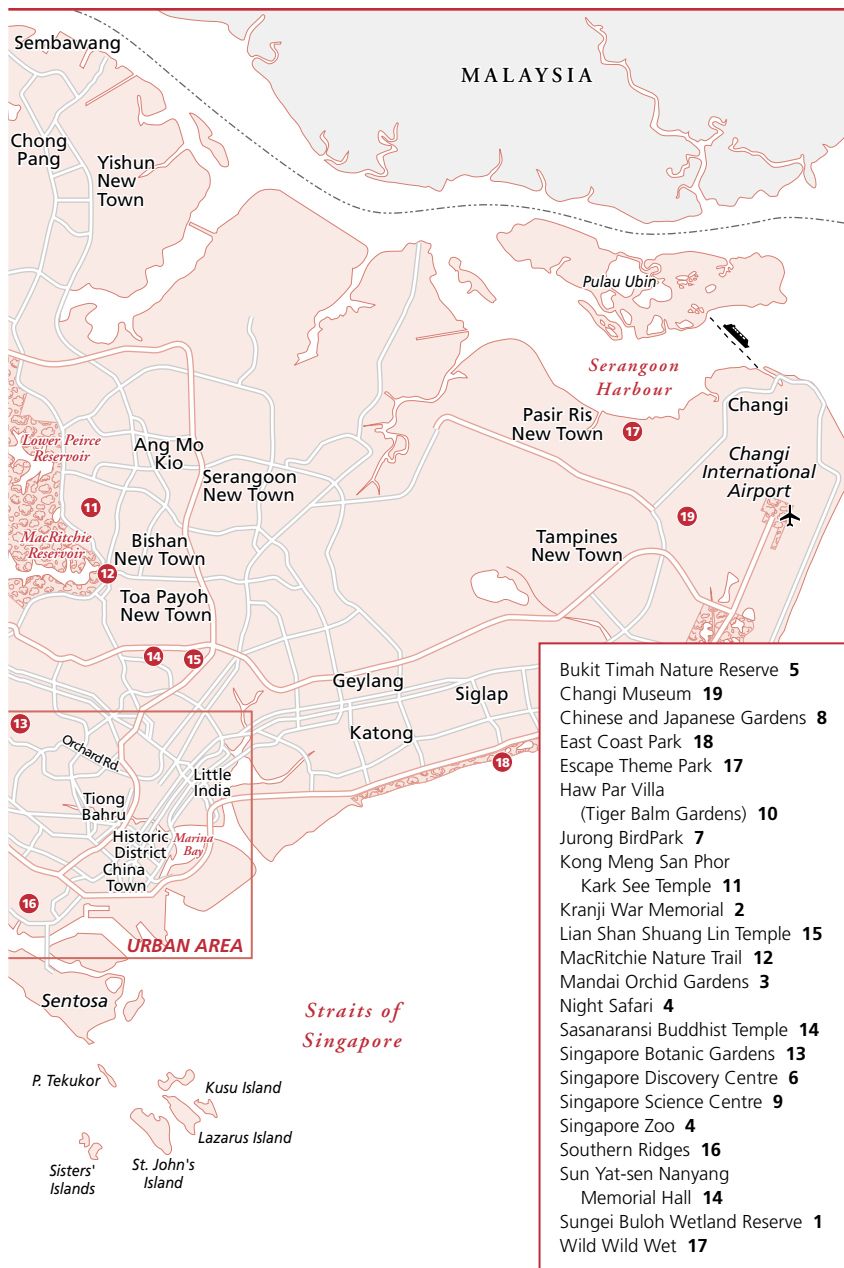 Sembawang
MALAYSIA
Chong
Pang
Yishun
New
Town
Pulau Ubin
Serangoon
Harbour
Changi
Pasir Ris
New Town
17
Lower Peirce
Reservoir
Ang Mo
Kio
Serangoon
New Town
Changi
International
Airport
11
19
MacRitchie
Reservoir
Bishan
New Town
Tampines
New Town
12
Toa Payoh
New Town
14
15
Geylang
Siglap
13
Katong
Orchard Rd.
18
Little
India
Tiong
Bahru
Historic
District
Marina
Bay
China
Town
16
URBAN AREA
Sentosa
Straits of
Singapore
P. Tekukor
Kusu Island
Lazarus Island
Sisters'
Islands
St. John's
Island
Bukit Timah Nature Reserve 5
Changi Museum 19
Chinese and Japanese Gardens 8
East Coast Park 18
Escape Theme Park 17
Haw Par Villa
(Tiger Balm Gardens) 10
Jurong BirdPark 7
Kong Meng San Phor
Kark See Temple 11
Kranji War Memorial 2
Lian Shan Shuang Lin Temple 15
MacRitchie Nature Trail 12
Mandai Orchid Gardens 3
Night Safari 4
Sasanaransi Buddhist Temple 14
Singapore Botanic Gardens 13
Singapore Discovery Centre 6
Singapore Science Centre 9
Singapore Zoo 4
Southern Ridges 16
Sun Yat-sen Nanyang
Memorial Hall 14
Sungei Buloh Wetland Reserve 1
Wild Wild Wet 17